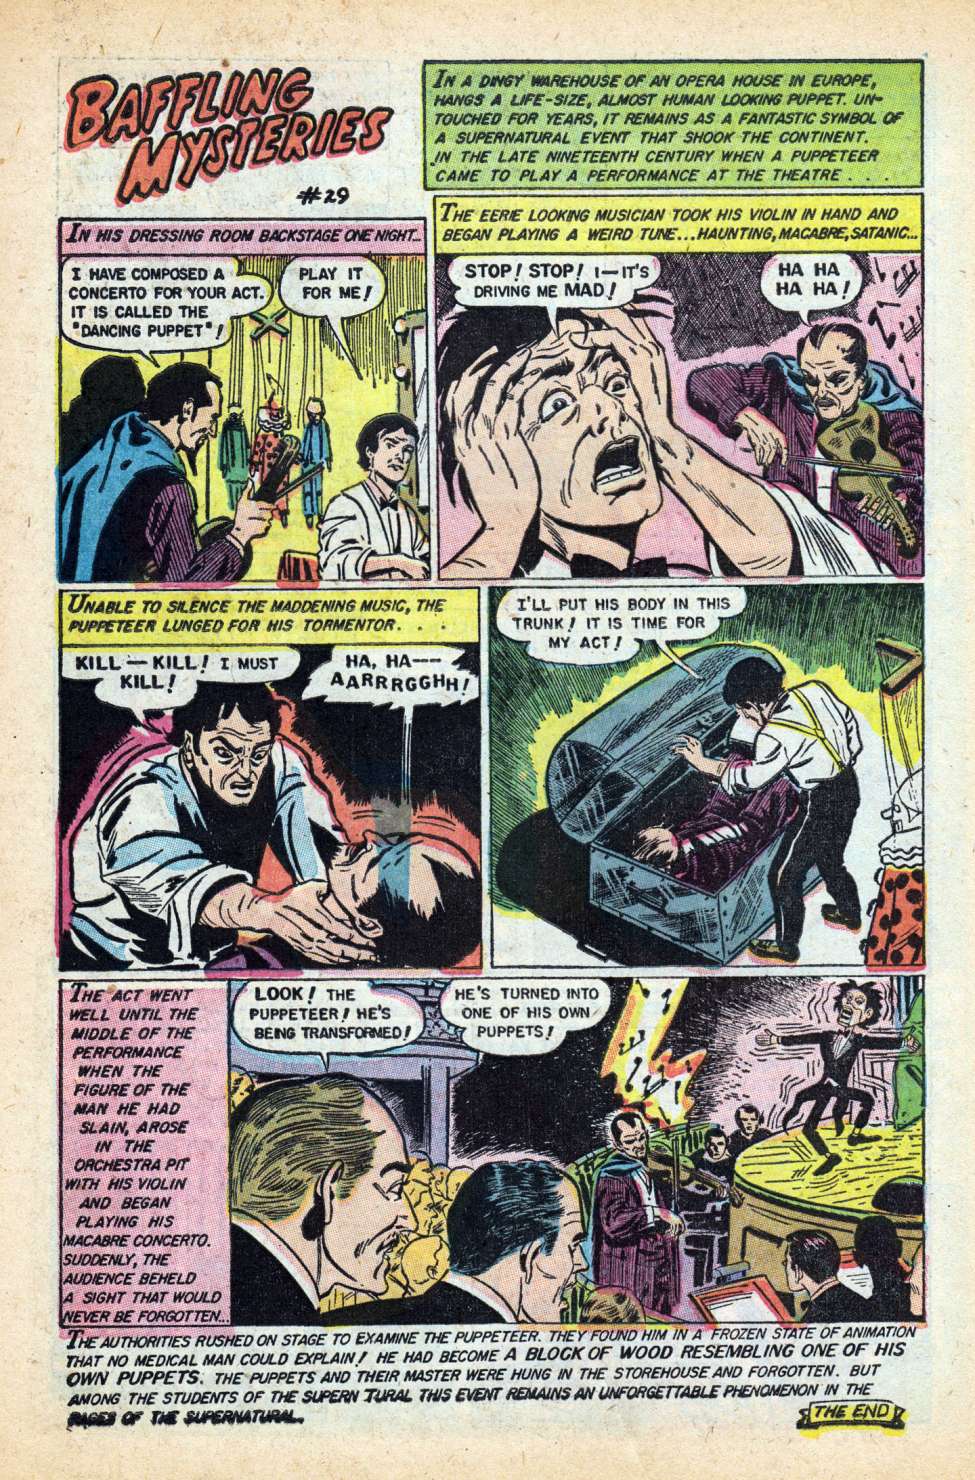 BAFFLING
MYSTERIES
#29
IN A DINGY WAREHOUSE OF AN OPERA HOUSE IN EUROPE,
HANGS A LIFE-SIZE, ALMOST HUMAN LOOKING PUPPET. UN-
TOUCHED FOR YEARS, IT REMAINS AS A FANTASTIC SYMBOL OF
A SUPERNATURAL EVENT THAT SHOOK THE CONTINENT.
IN THE LATE NINETEENTH CENTURY WHEN A PUPPETEER
CAME TO PLAY A PERFORMANCE AT THE THEATRE . . .
IN HIS DRESSING ROOM BACKSTAGE ONE NIGHT...
I HAVE COMPOSED A
CONCERTO FOR YOUR ACT.
IT IS CALLED THE
"DANCING PUPPET"!
PLAY IT
FOR ME!
THE EERIE LOOKING MUSICIAN TOOK HIS VIOLIN IN HAND AND
BEGAN PLAYING A WEIRD TUNE...HAUNTING, MACABRE, SATANIC...
STOP! STOP! I—IT'S
DRIVING ME MAD!
HA HA
HA HA!
UNABLE TO SILENCE THE MADDENING MUSIC, THE
PUPPETEER LUNGED FOR HIS TORMENTOR. . . .
KILL—KILL! I MUST
KILL!
HA, HA——
AARRRGGHH!
I'LL PUT HIS BODY IN THIS
TRUNK! IT IS TIME FOR
MY ACT!
THE ACT WENT
WELL UNTIL THE
MIDDLE OF THE
PERFORMANCE
WHEN THE
FIGURE OF THE
MAN HE HAD
SLAIN, AROSE
IN THE
ORCHESTRA PIT
WITH HIS VIOLIN
AND BEGAN
PLAYING HIS
MACABRE CONCERTO.
SUDDENLY, THE
AUDIENCE BEHELD
A SIGHT THAT WOULD
NEVER BE FORGOTTEN...
LOOK! THE
PUPPETEER! HE'S
BEING TRANSFORMED!
HE'S TURNED INTO
ONE OF HIS OWN
PUPPETS!
THE AUTHORITIES RUSHED ON STAGE TO EXAMINE THE PUPPETEER. THEY FOUND HIM IN A FROZEN STATE OF ANIMATION
THAT NO MEDICAL MAN COULD EXPLAIN! HE HAD BECOME A BLOCK OF WOOD RESEMBLING ONE OF HIS
OWN PUPPETS. THE PUPPETS AND THEIR MASTER WERE HUNG IN THE STOREHOUSE AND FORGOTTEN. BUT
AMONG THE STUDENTS OF THE SUPERN TURAL THIS EVENT REMAINS AN UNFORGETTABLE PHENOMENON IN THE
PAGES OF THE SUPERNATURAL.
THE END